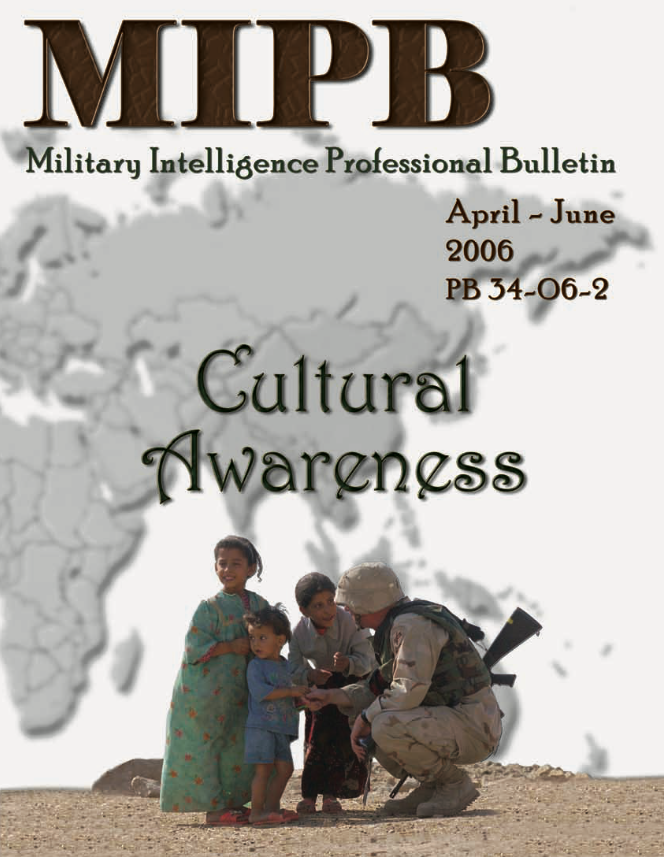 MIPB
Military Intelligence Professional Bulletin
April - June
2006
PB 34-06-2
Cultural
Awareness